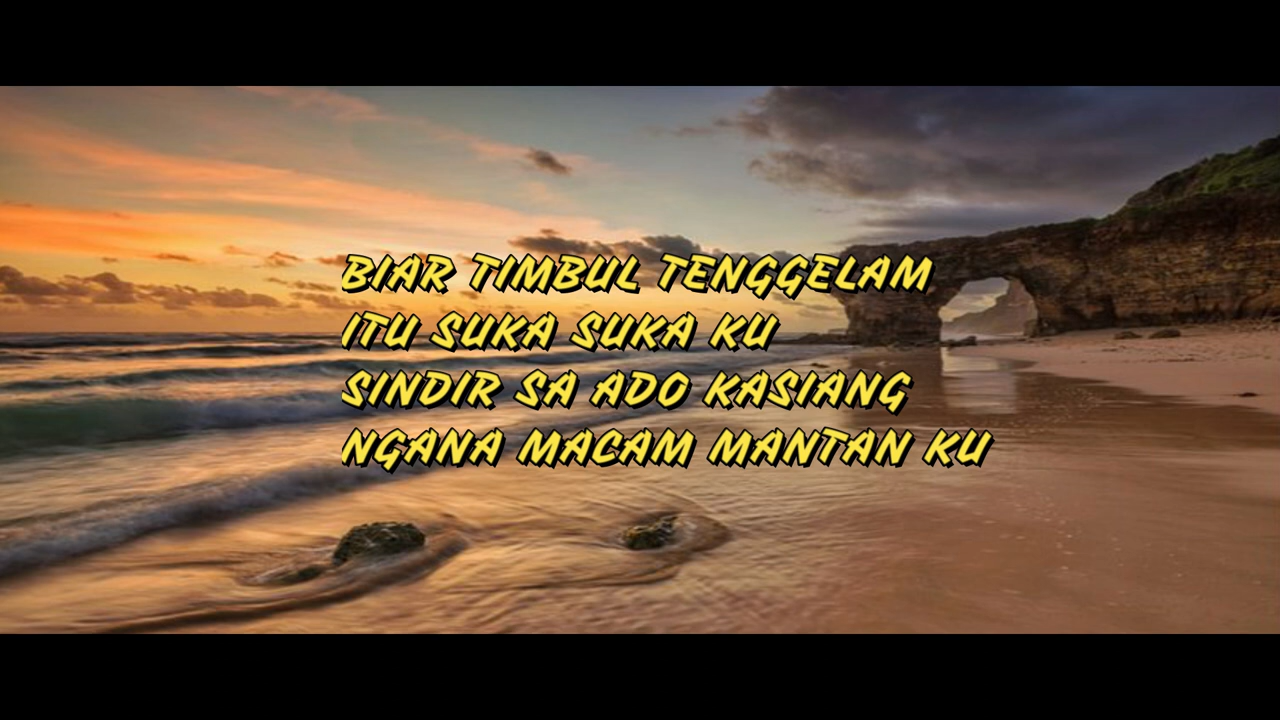 BIAR TIMBUL TENGGELAM
ITU SUKA SUKA KU
SINDIR SA ADO KASIANG
NGANA MACAM MANTAN KU